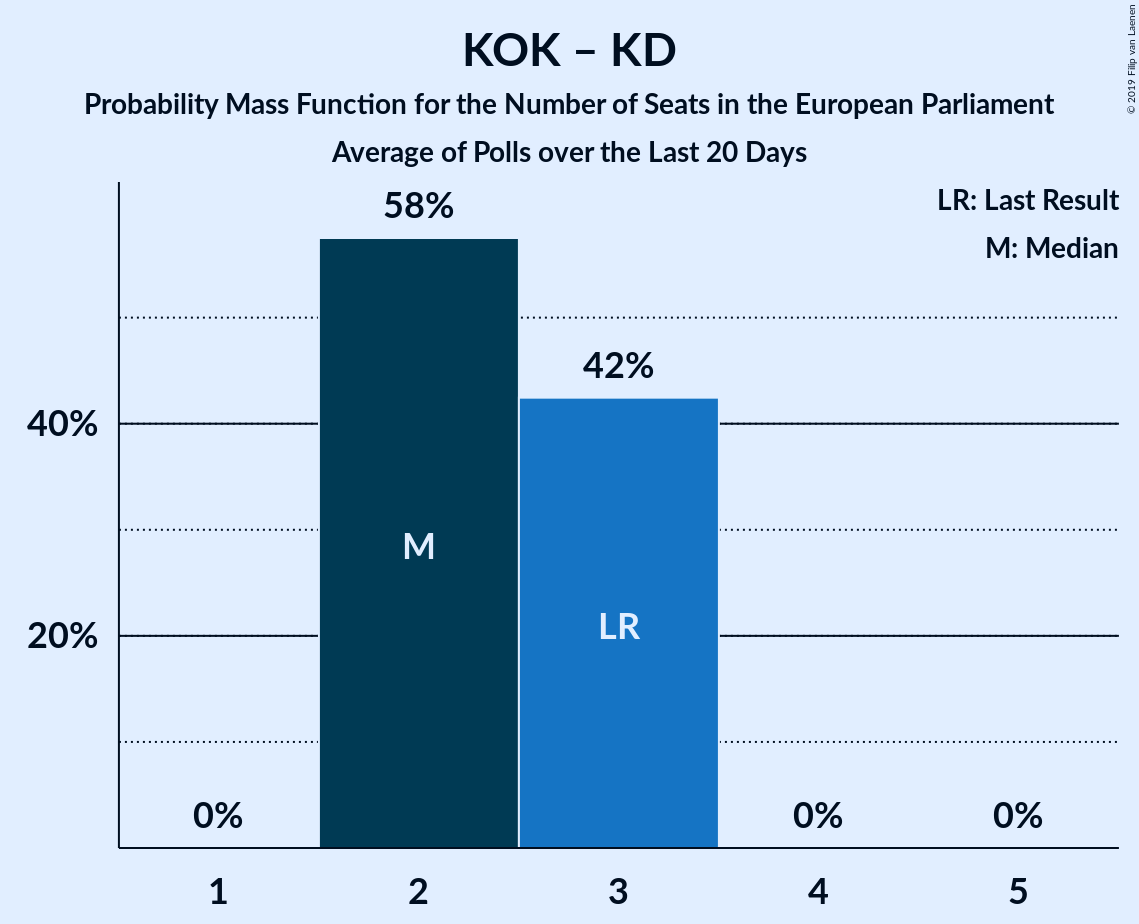 KOK – KD
Probability Mass Function for the Number of Seats in the European Parliament
Average of Polls over the Last 20 Days
© 2019 Filip van Laenen
LR: Last Result
M: Median
58%
42%
40%
20%
M
LR
0%
0%
0%
1
2
3
4
5